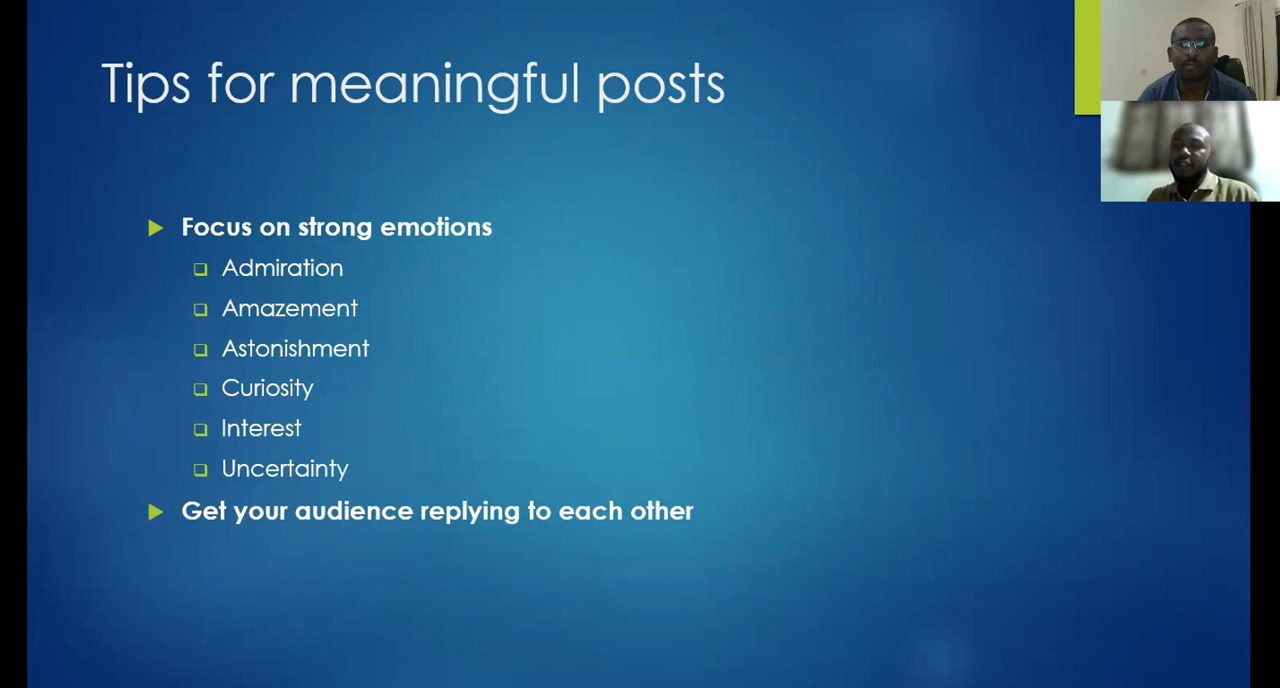 Tips for meaningful posts
Focus on strong emotions
Admiration
Amazement
Astonishment
Curiosity
Interest
Uncertainty
Get your audience replying to each other